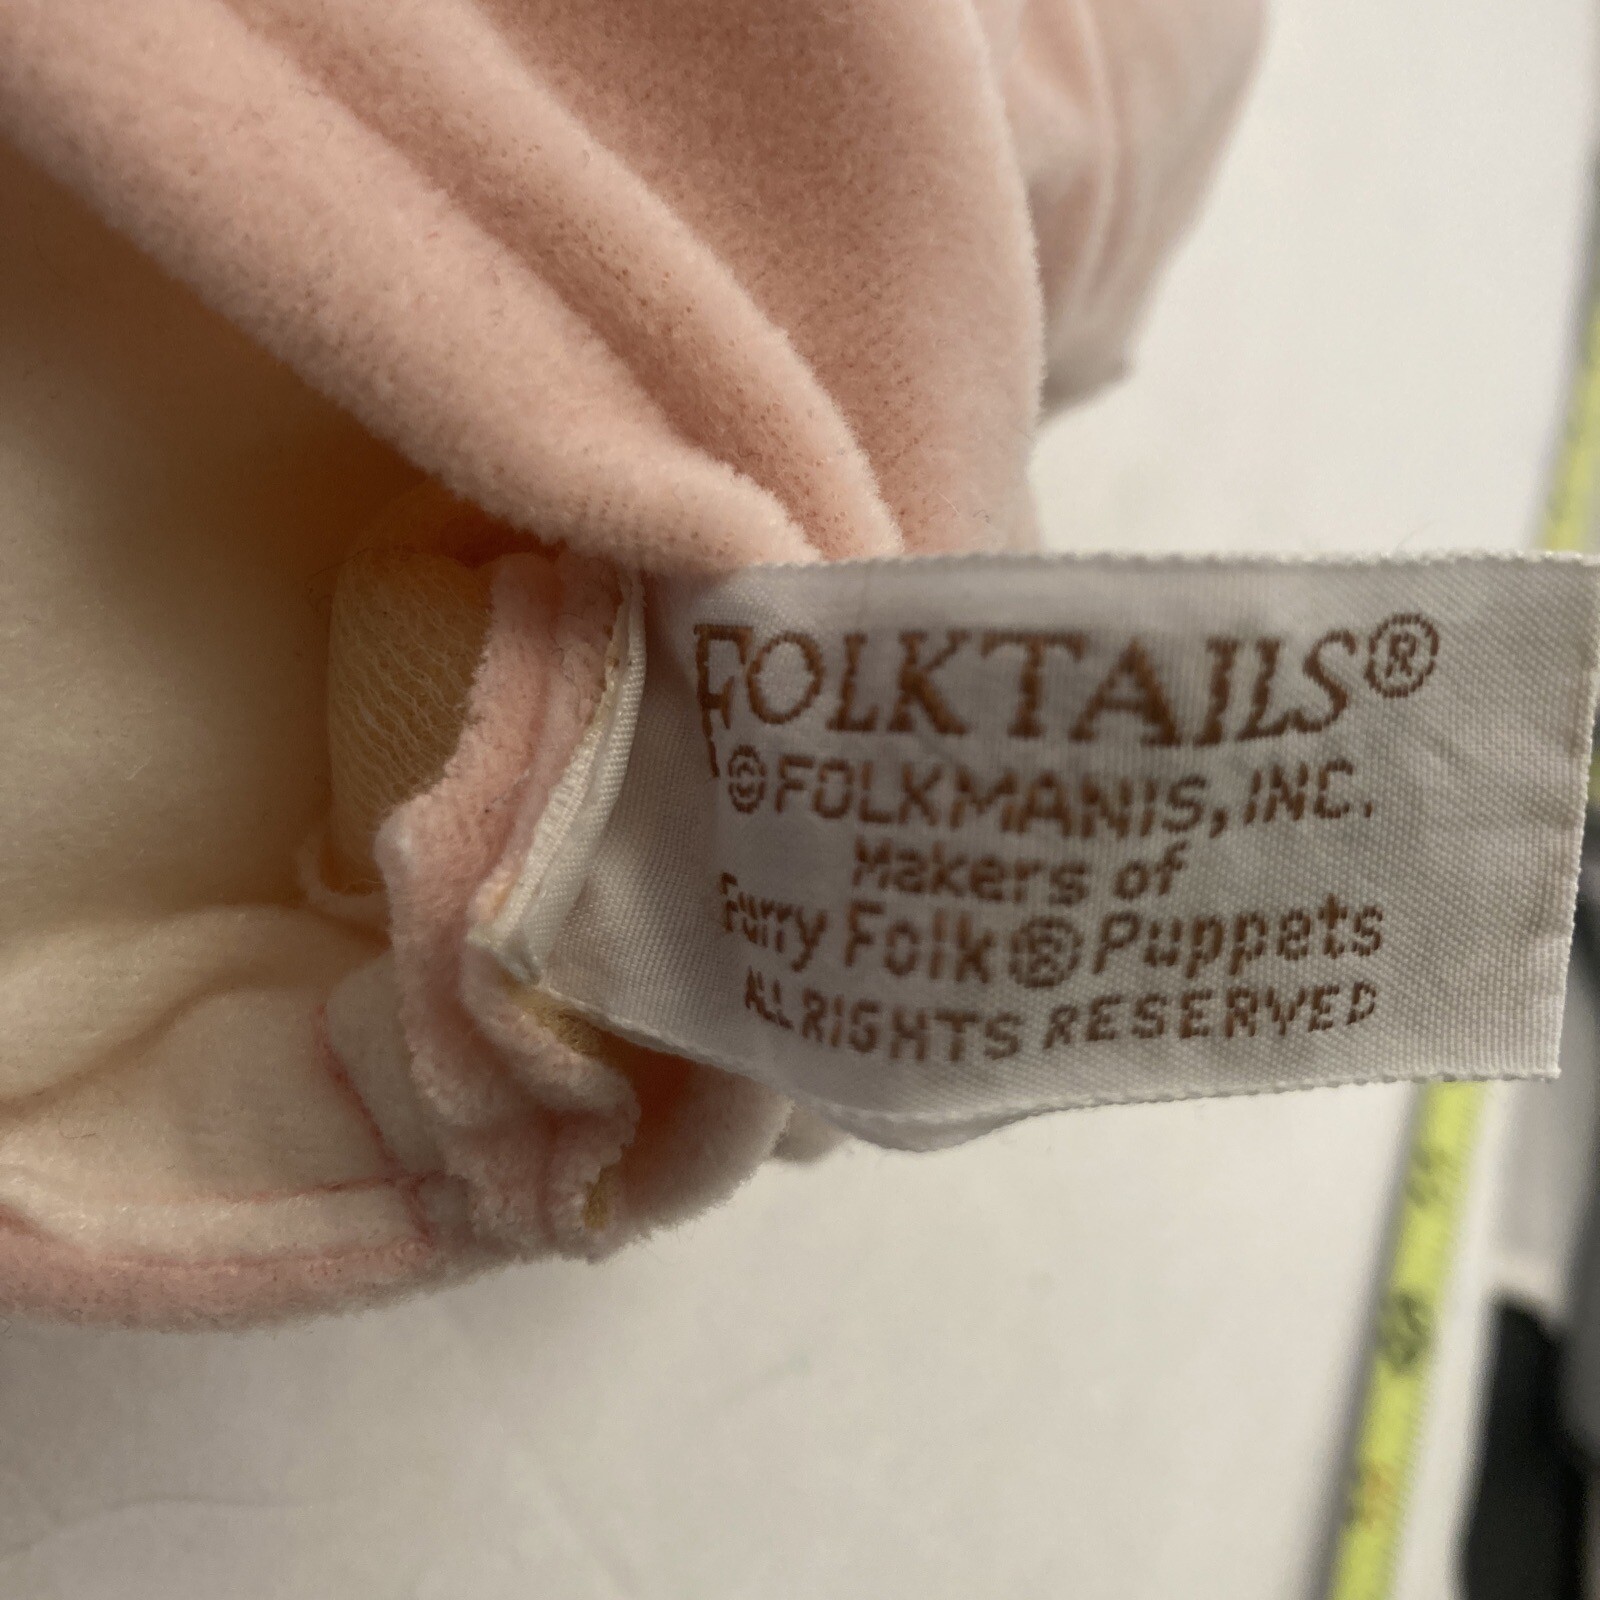 FOLKTAILS®
©FOLKMANIS, INC.
Makers of
Furry Folk® Puppets
ALL RIGHTS RESERVED